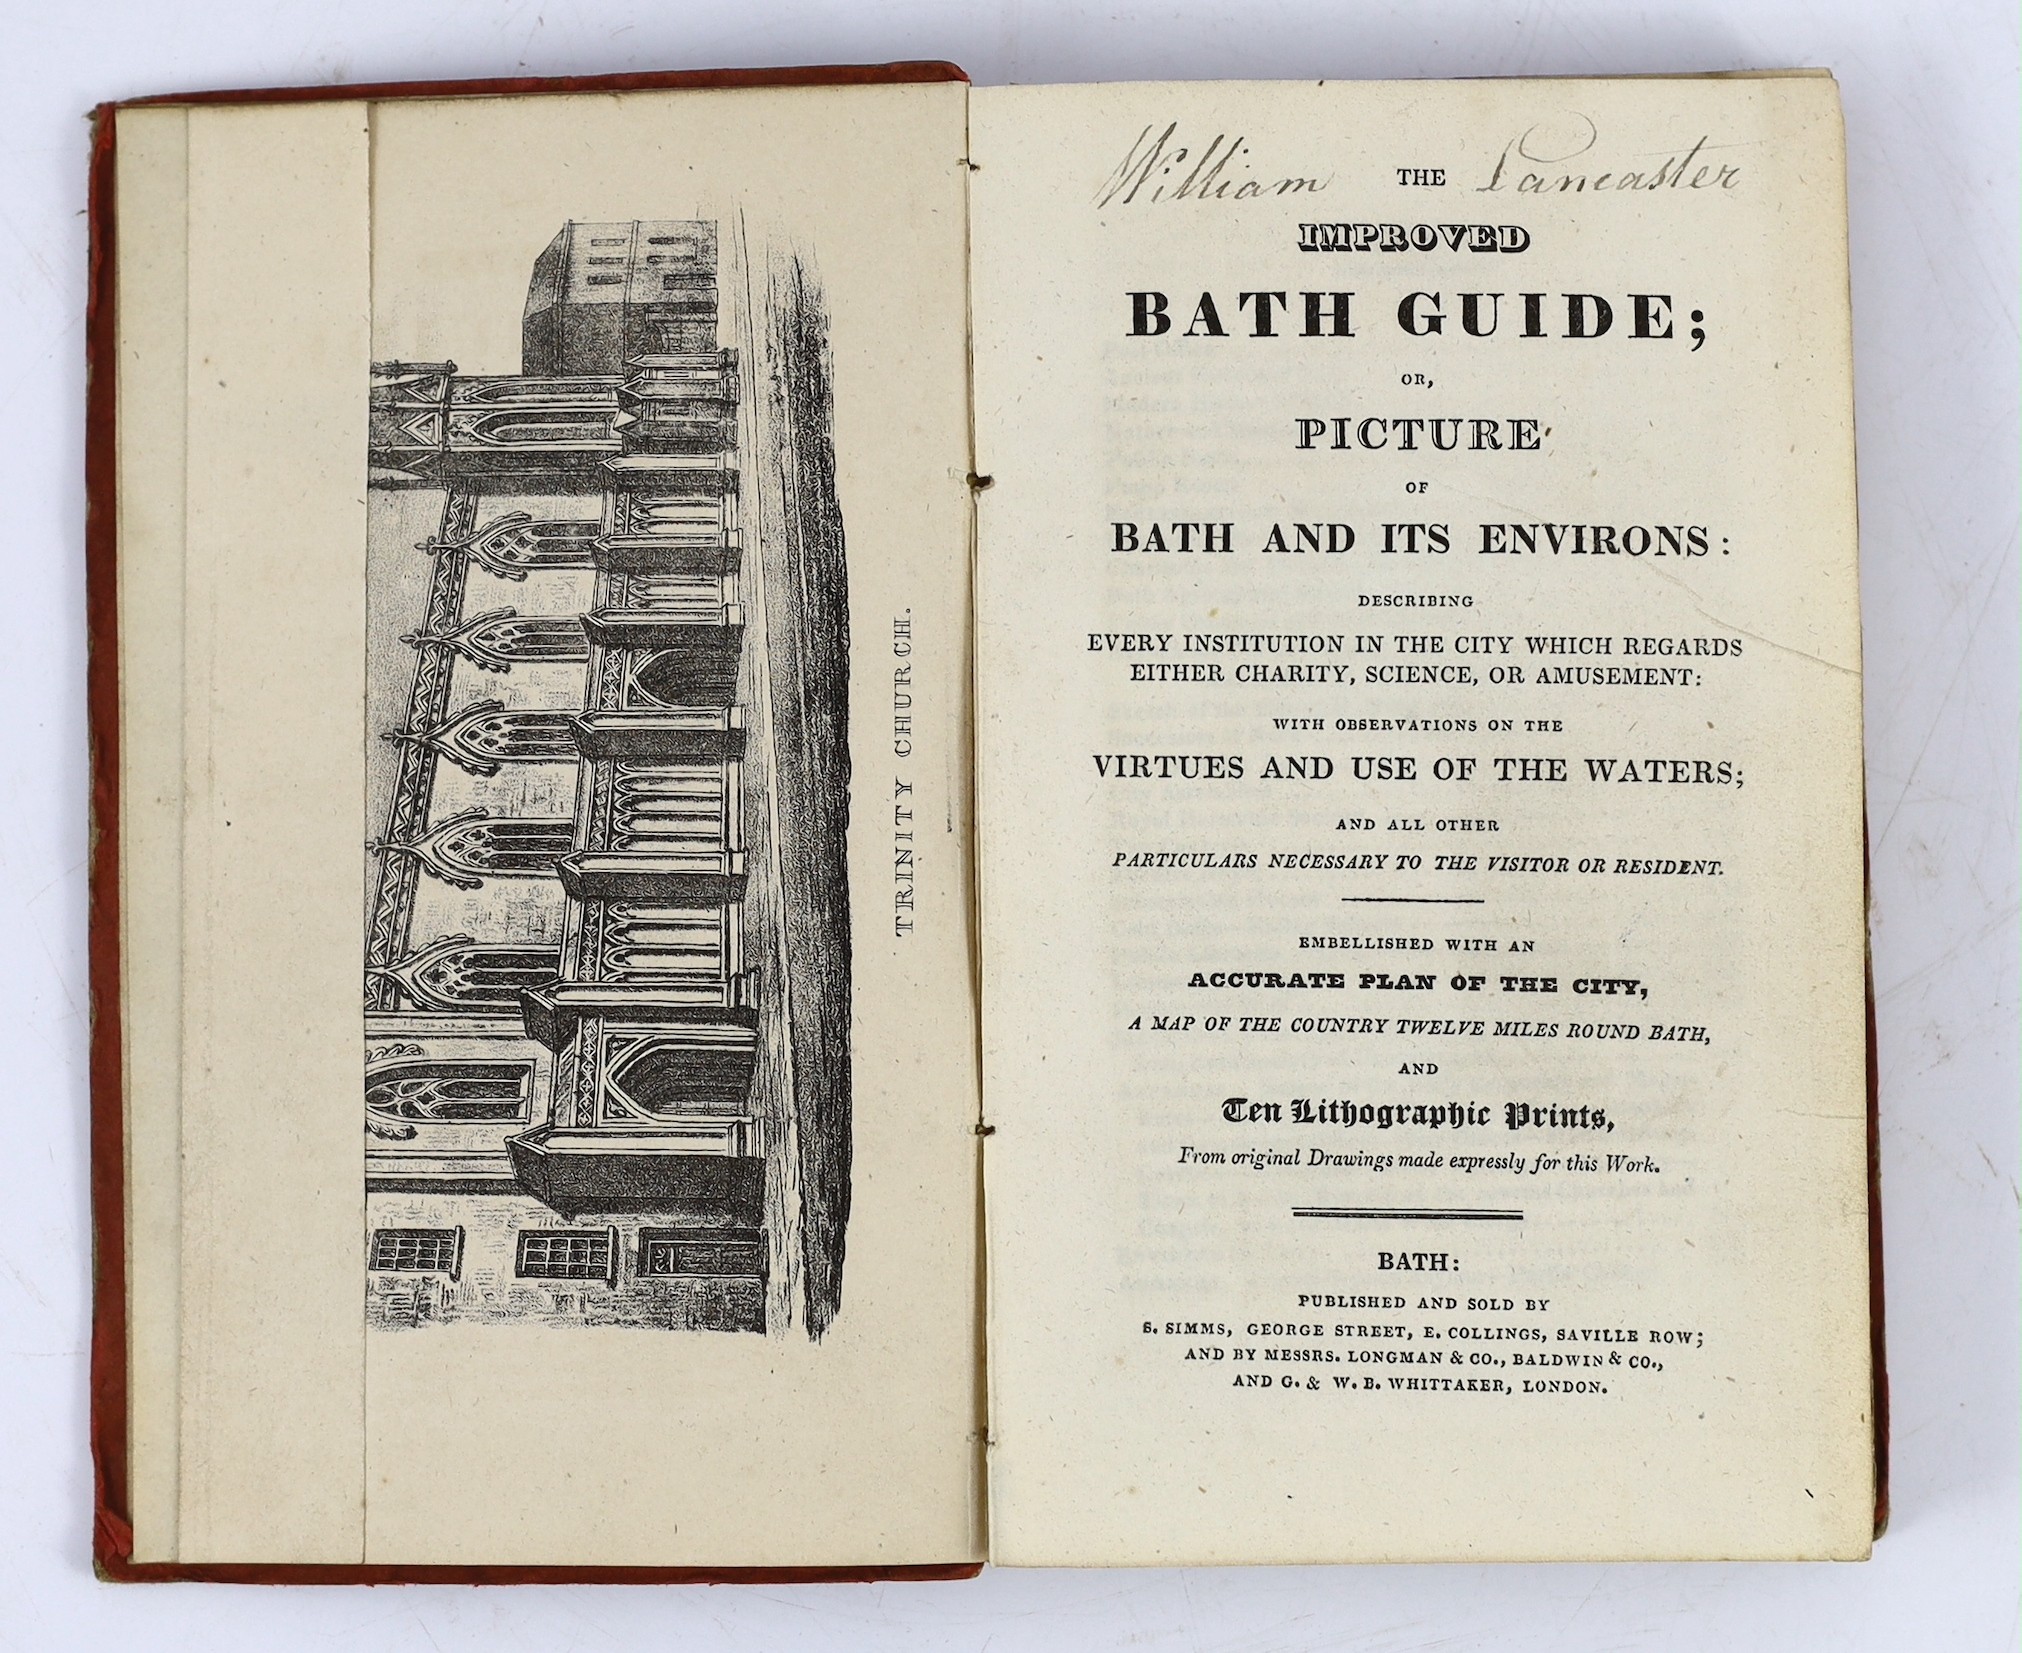 TRINITY CHURCH.
William THE Lancaster
IMPROVED
BATH GUIDE;
OR,
PICTURE
OF
BATH AND ITS ENVIRONS:
DESCRIBING
EVERY INSTITUTION IN THE CITY WHICH REGARDS
EITHER CHARITY, SCIENCE, OR AMUSEMENT:
WITH OBSERVATIONS ON THE
VIRTUES AND USE OF THE WATERS;
AND ALL OTHER
PARTICULARS NECESSARY TO THE VISITOR OR RESIDENT.
EMBELLISHED WITH AN
ACCURATE PLAN OF THE CITY,
A MAP OF THE COUNTRY TWELVE MILES ROUND BATH,
AND
Ten Lithographic Prints,
From original Drawings made expressly for this Work.
BATH:
PUBLISHED AND SOLD BY
S. SIMMS, GEORGE STREET, E. COLLINGS, SAVILLE ROW;
AND BY MESSRS. LONGMAN & CO., BALDWIN & CO.,
AND G. & W. B. WHITTAKER, LONDON.